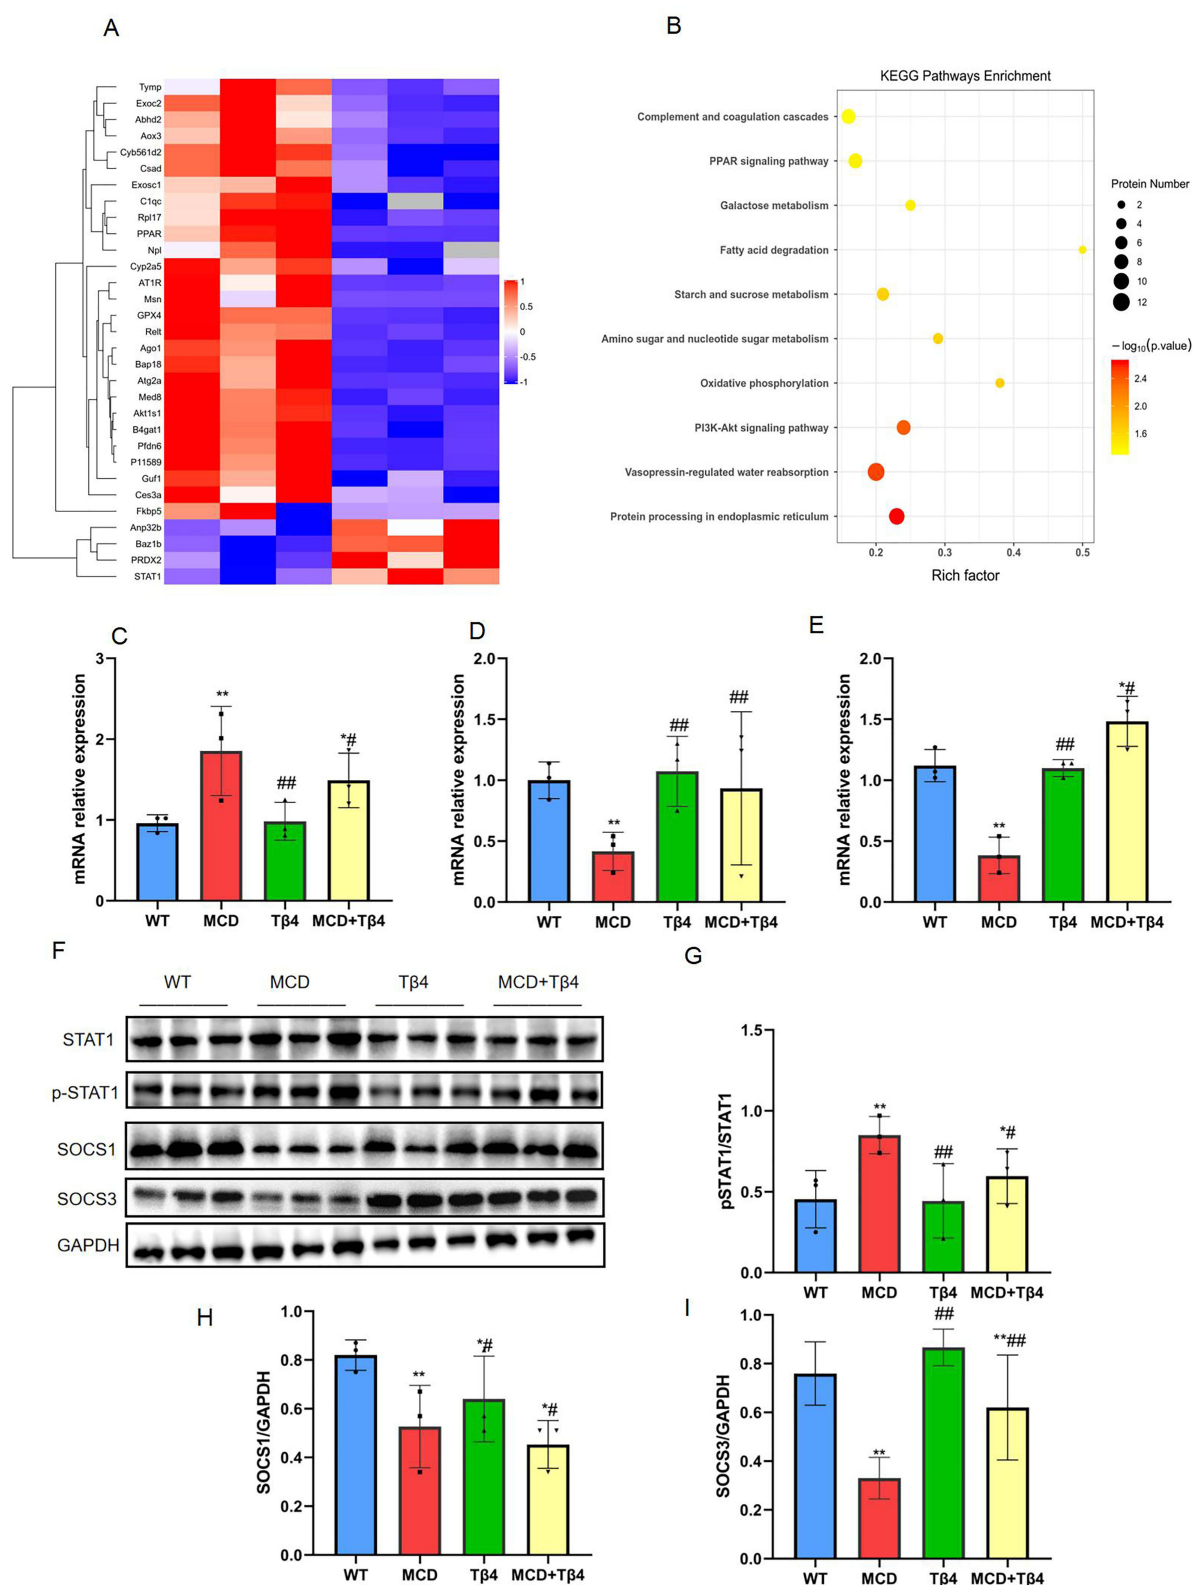 A
Tymp
Exoc2
Abhd2
Aox3
Cyb561d2
Csad
Exosc1
C1qc
Rpl17
PPAR
Npl
Cyp2a5
AT1R
Msn
GPX4
Relt
Ago1
Bap18
Atg2a
Med8
Akt1s1
B4gat1
Pfdn6
P11589
Guf1
Ces3a
Fkbp5
Anp32b
Baz1b
PRDX2
STAT1
1
0.5
0
-0.5
-1
B
KEGG Pathways Enrichment
Complement and coagulation cascades
PPAR signaling pathway
Galactose metabolism
Fatty acid degradation
Starch and sucrose metabolism
Amino sugar and nucleotide sugar metabolism
Oxidative phosphorylation
PI3K-Akt signaling pathway
Vasopressin-regulated water reabsorption
Protein processing in endoplasmic reticulum
0.2 0.3 0.4 0.5
Rich factor
Protein Number
2
4
6
8
10
12
−log10(p.value)
2.4
2.0
1.6
C
mRNA relative expression
3
2
1
0
**
##
*#
WT MCD Tβ4 MCD+Tβ4
D
mRNA relative expression
2.0
1.5
1.0
0.5
0.0
**
##
##
WT MCD Tβ4 MCD+Tβ4
E
mRNA relative expression
2.0
1.5
1.0
0.5
0.0
**
##
*#
WT MCD Tβ4 MCD+Tβ4
F
WT MCD Tβ4 MCD+Tβ4
STAT1
p-STAT1
SOCS1
SOCS3
GAPDH
G
pSTAT1/STAT1
1.5
1.0
0.5
0.0
**
##
*#
WT MCD Tβ4 MCD+Tβ4
H
SOCS1/GAPDH
1.0
0.8
0.6
0.4
0.2
0.0
**
*#
*#
WT MCD Tβ4 MCD+Tβ4
I
SOCS3/GAPDH
1.0
0.8
0.6
0.4
0.2
0.0
**
##
**##
WT MCD Tβ4 MCD+Tβ4